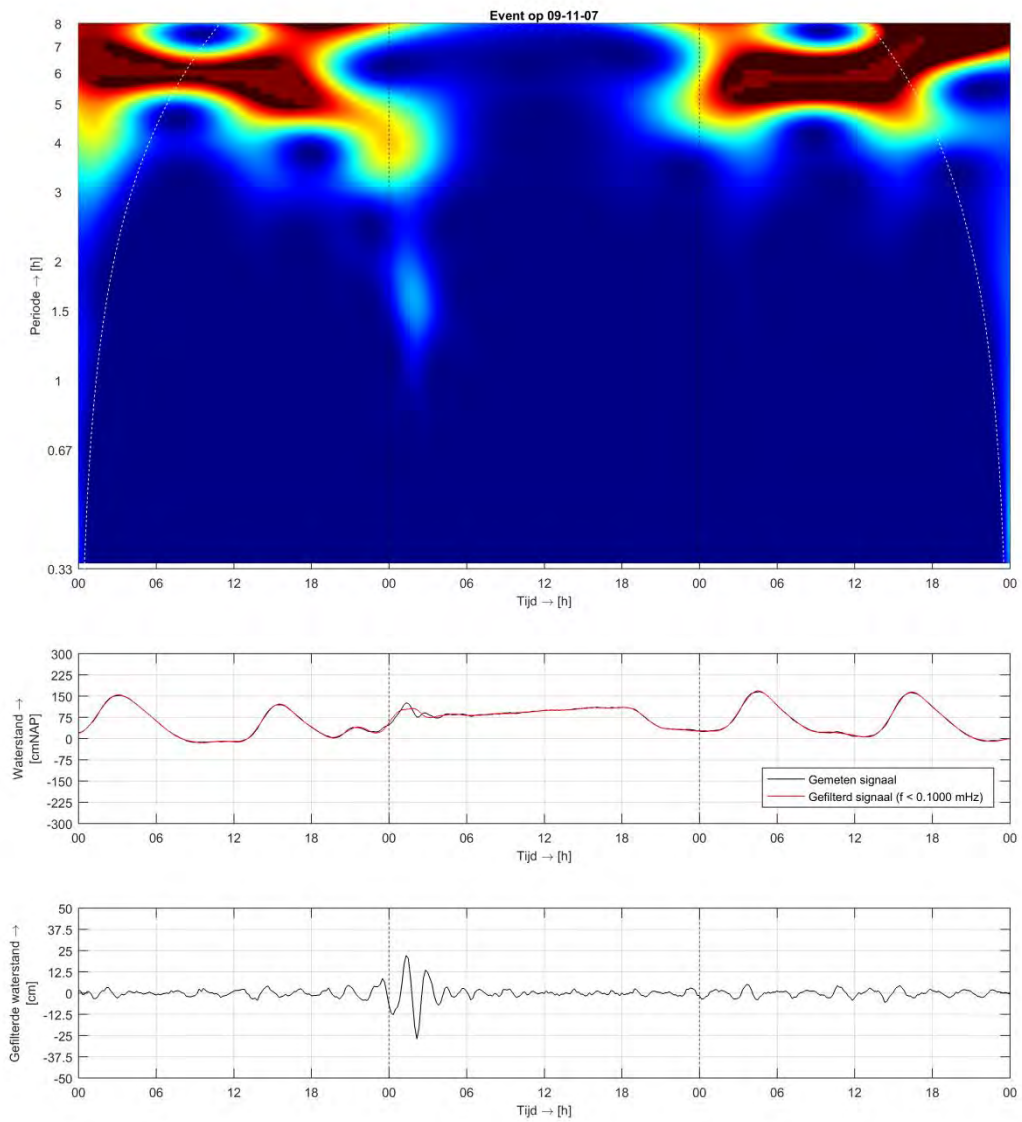 Event op 09-11-07
8
7
6
5
4
3
2
1.5
1
0.67
0.33
Periode → [h]
00 06 12 18 00 06 12 18 00 06 12 18 00
Tijd → [h]
300
225
150
75
0
-75
-150
-225
-300
Waterstand →
[cmNAP]
Gemeten signaal
Gefilterd signaal (f < 0.1000 mHz)
00 06 12 18 00 06 12 18 00 06 12 18 00
Tijd → [h]
50
37.5
25
12.5
0
-12.5
-25
-37.5
-50
Gefilterde waterstand →
[cm]
00 06 12 18 00 06 12 18 00 06 12 18 00
Tijd → [h]